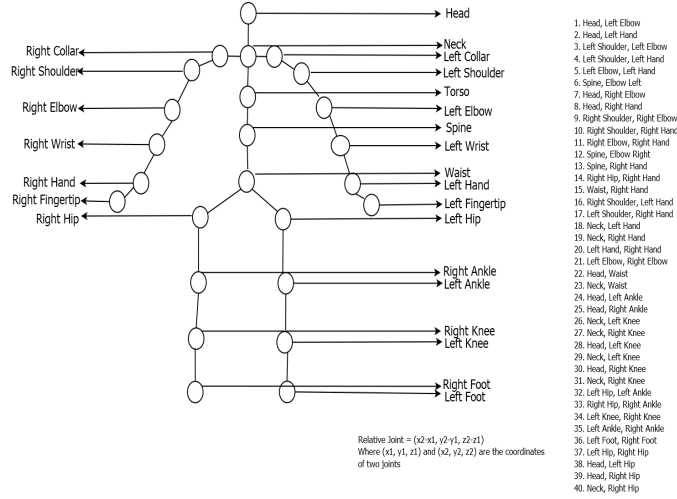 Head
Neck
Right Collar
Left Collar
Right Shoulder
Left Shoulder
Torso
Right Elbow
Left Elbow
Spine
Right Wrist
Left Wrist
Waist
Right Hand
Left Hand
Right Fingertip
Left Fingertip
Right Hip
Left Hip
Right Ankle
Left Ankle
Right Knee
Left Knee
Right Foot
Left Foot
Relative Joint = (x2-x1, y2-y1, z2-z1)
Where (x1, y1, z1) and (x2, y2, z2) are the coordinates
of two joints
1. Head, Left Elbow
2. Head, Left Hand
3. Left Shoulder, Left Elbow
4. Left Shoulder, Left Hand
5. Left Elbow, Left Hand
6. Spine, Elbow Left
7. Head, Right Elbow
8. Head, Right Hand
9. Right Shoulder, Right Elbow
10. Right Shoulder, Right Hand
11. Right Elbow, Right Hand
12. Spine, Elbow Right
13. Spine, Right Hand
14. Right Hip, Right Hand
15. Waist, Right Hand
16. Right Shoulder, Left Hand
17. Left Shoulder, Right Hand
18. Neck, Left Hand
19. Neck, Right Hand
20. Left Hand, Right Hand
21. Left Elbow, Right Elbow
22. Head, Waist
23. Neck, Waist
24. Head, Left Ankle
25. Head, Right Ankle
26. Neck, Left Knee
27. Neck, Right Knee
28. Head, Left Knee
29. Neck, Left Knee
30. Head, Right Knee
31. Neck, Right Knee
32. Left Hip, Left Ankle
33. Right Hip, Right Ankle
34. Left Knee, Right Knee
35. Left Ankle, Right Ankle
36. Left Foot, Right Foot
37. Left Hip, Right Hip
38. Head, Left Hip
39. Head, Right Hip
40. Neck, Right Hip